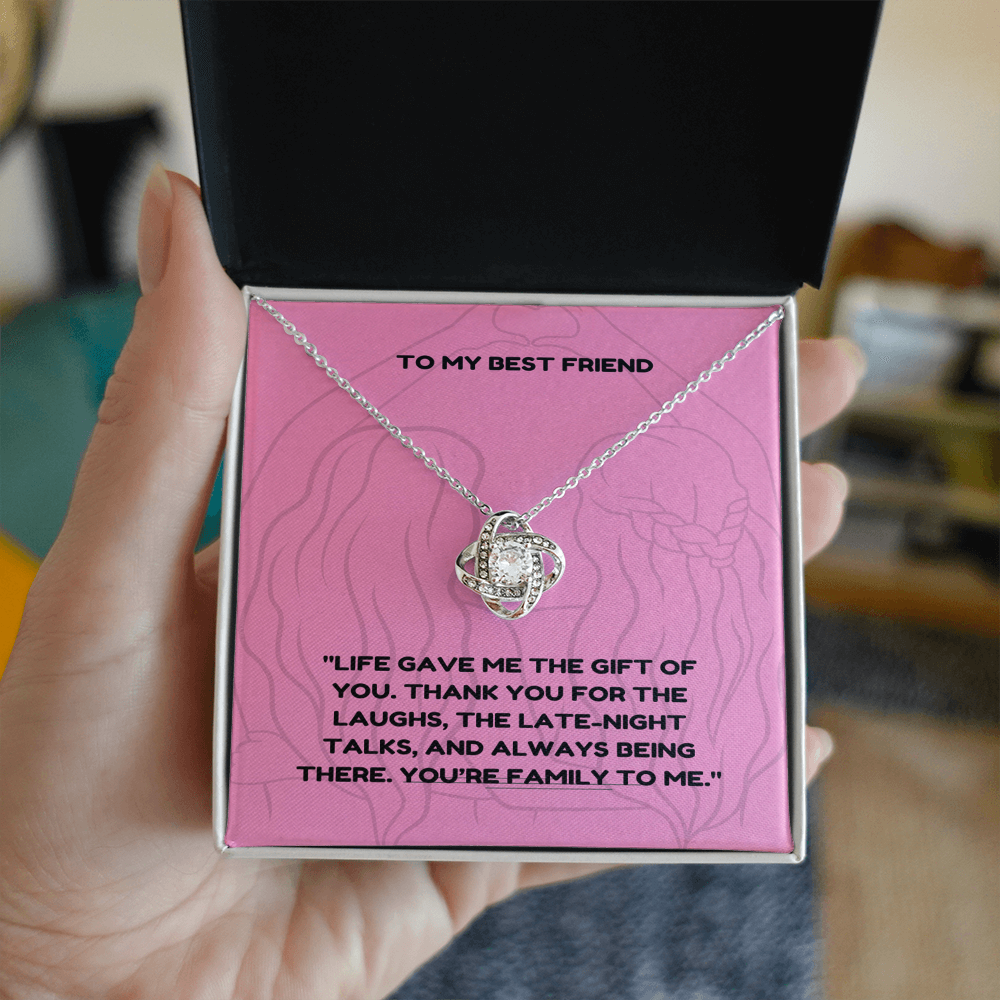 TO MY BEST FRIEND
"LIFE GAVE ME THE GIFT OF
YOU. THANK YOU FOR THE
LAUGHS, THE LATE-NIGHT
TALKS, AND ALWAYS BEING
THERE. YOU’RE FAMILY TO ME."